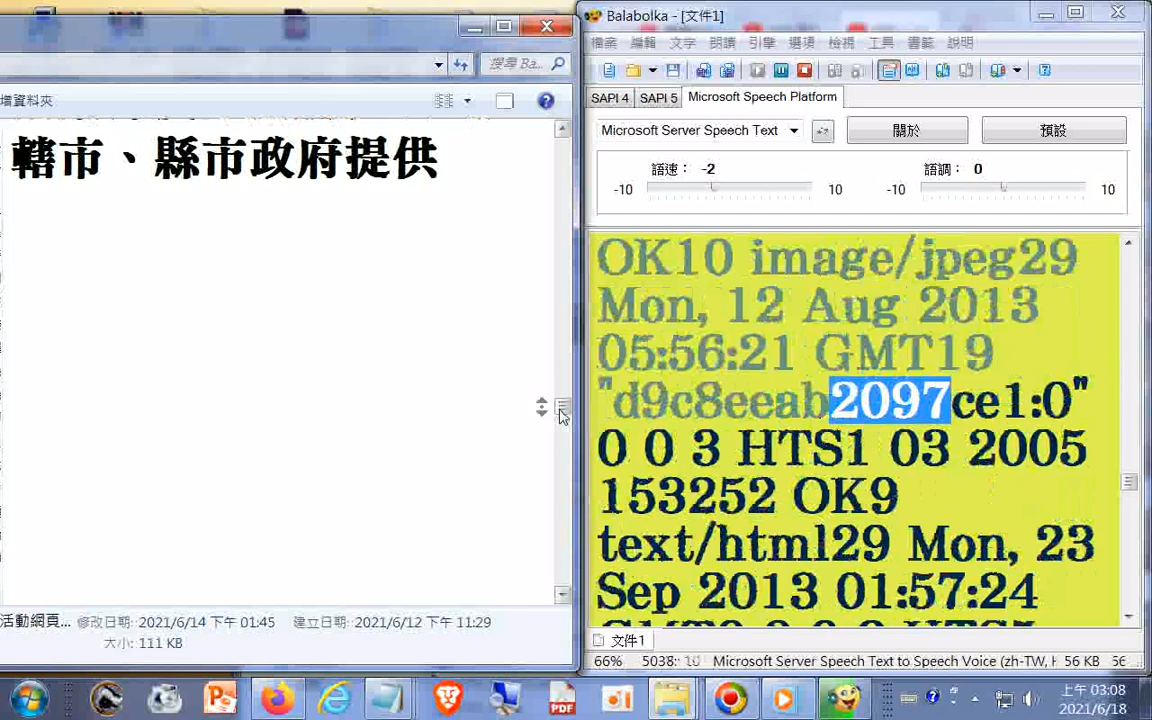 搜尋 Ba...
增資料夾
轄市、縣市政府提供
活動網頁... 修改日期: 2021/6/14 下午 01:45 建立日期: 2021/6/12 下午 11:29
大小: 111 KB
Balabolka - [文件1]
檔案 編輯 文字 朗讀 引擎 選項 檢視 工具 書籤 說明
SAPI 4 SAPI 5 Microsoft Speech Platform
Microsoft Server Speech Text 關於 預設
語速： -2 語調： 0
-10 10 -10 10
OK10 image/jpeg29
Mon, 12 Aug 2013
05:56:21 GMT19
"d9c8eeab2097ce1:0"
0 0 3 HTS1 03 2005
153252 OK9
text/html29 Mon, 23
Sep 2013 01:57:24
文件1
66% Microsoft Server Speech Text to Speech Voice (zh-TW, H 56 KB 56
上午 03:08
2021/6/18